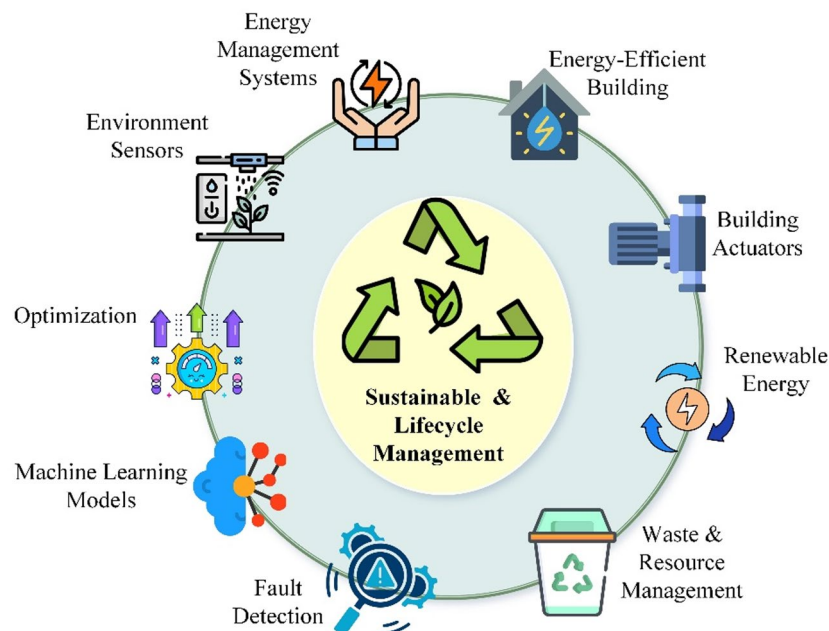 Energy
Management
Systems
Energy-Efficient
Building
Environment
Sensors
Building
Actuators
Optimization
Renewable
Energy
Sustainable &
Lifecycle
Management
Machine Learning
Models
Waste &
Resource
Management
Fault
Detection